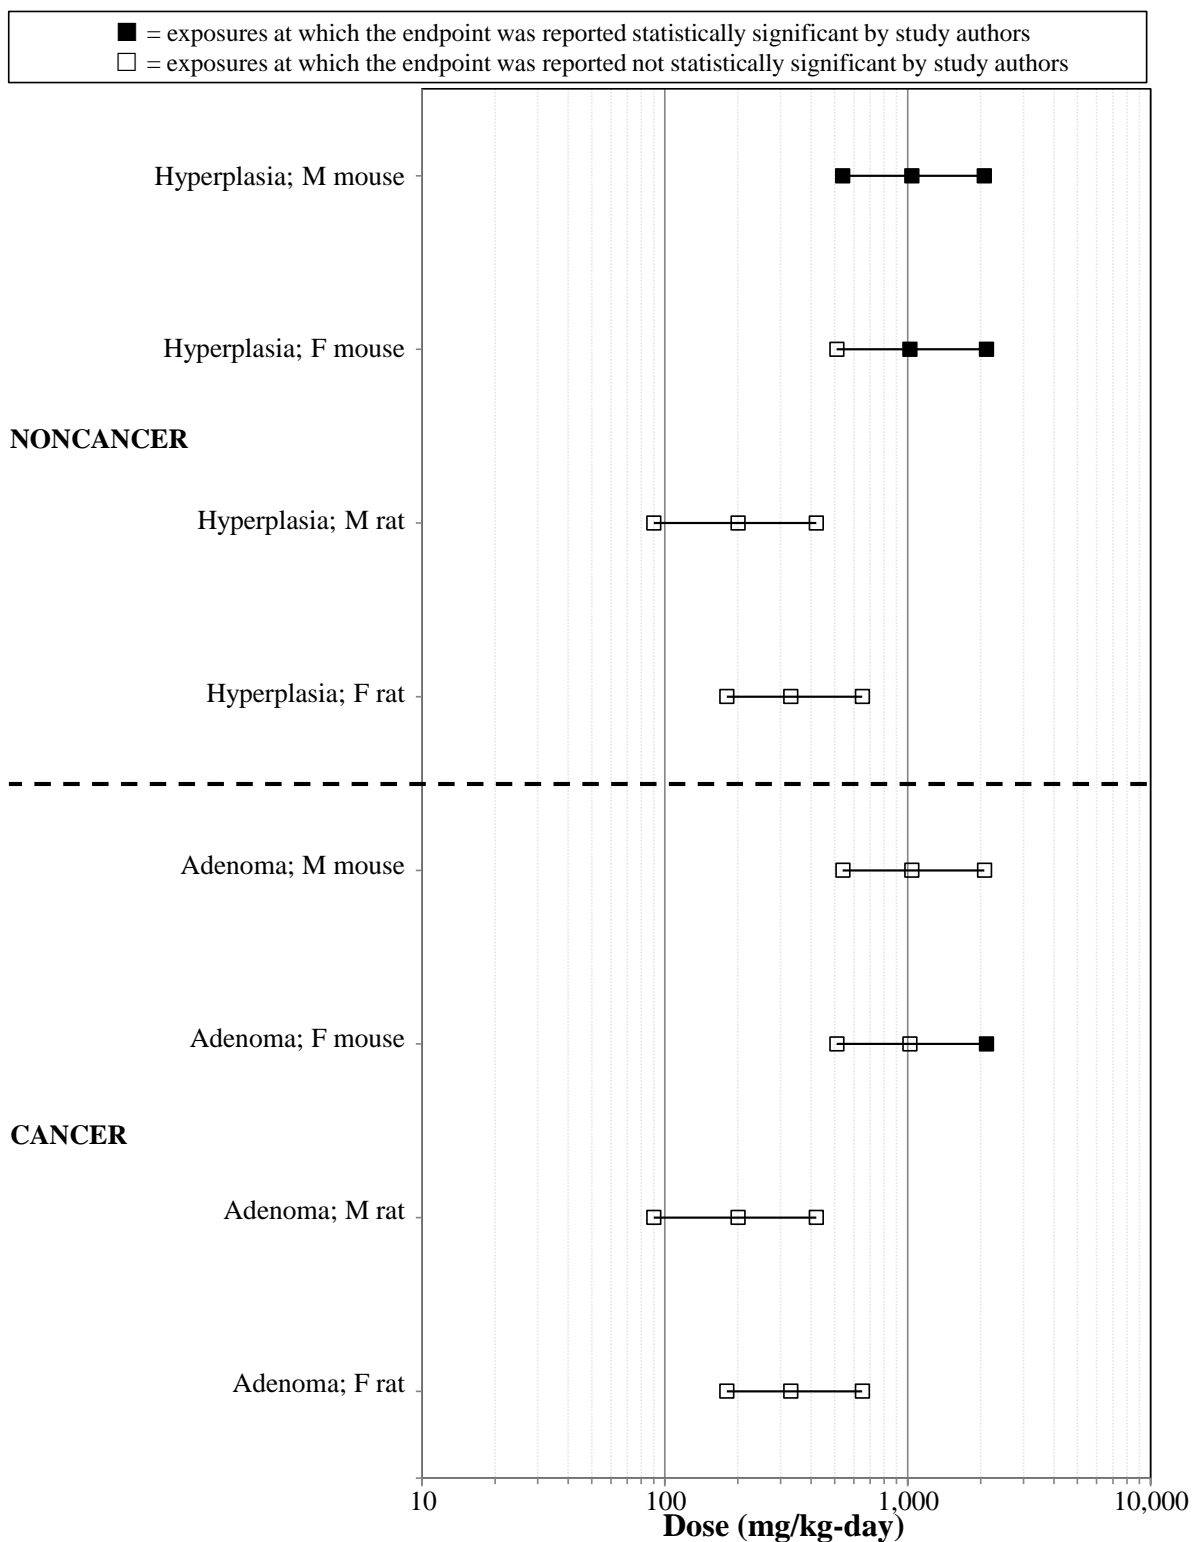 ■ = exposures at which the endpoint was reported statistically significant by study authors
□ = exposures at which the endpoint was reported not statistically significant by study authors
Hyperplasia; M mouse
Hyperplasia; F mouse
NONCANCER
Hyperplasia; M rat
Hyperplasia; F rat
Adenoma; M mouse
Adenoma; F mouse
CANCER
Adenoma; M rat
Adenoma; F rat
10 100 1,000 10,000
Dose (mg/kg-day)